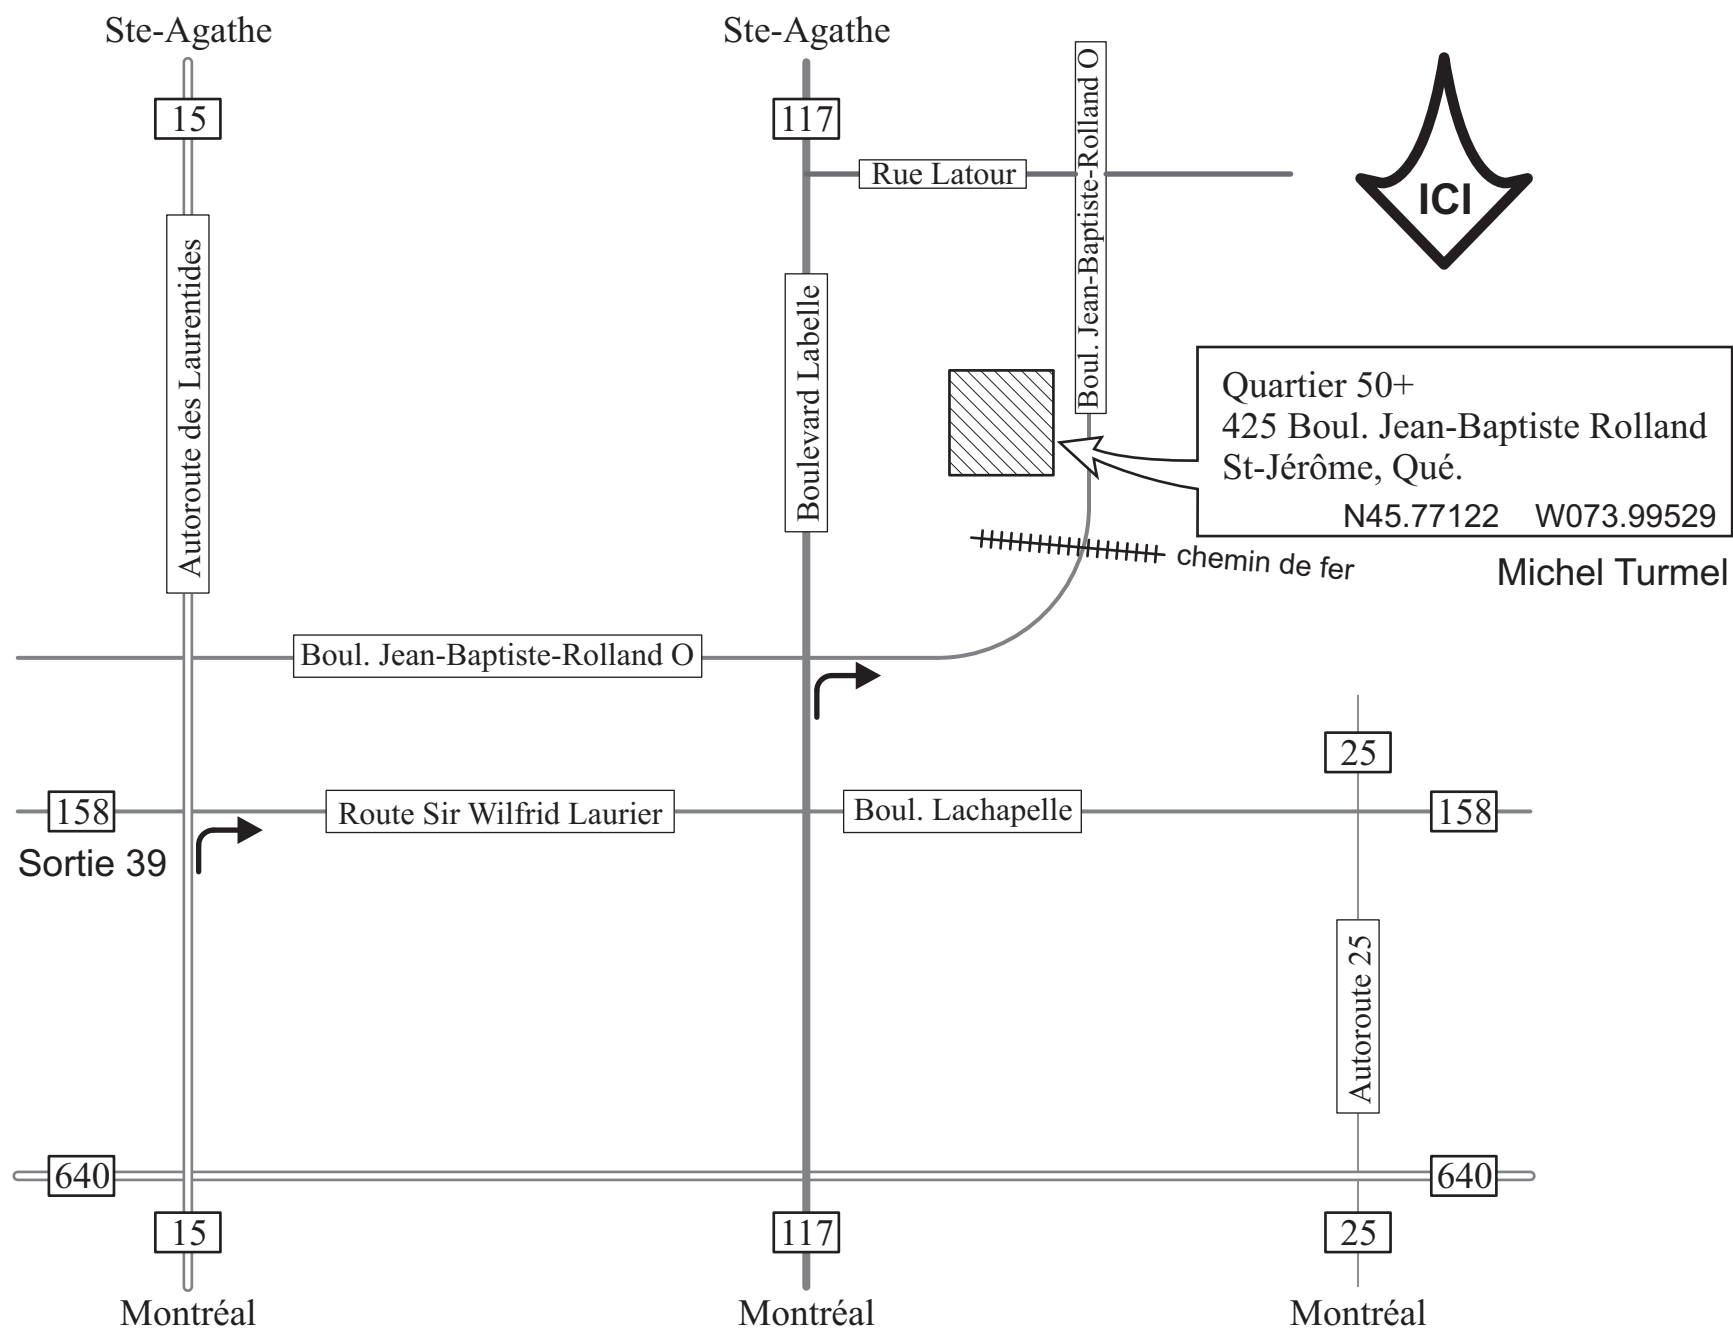 Ste-Agathe
Ste-Agathe
15
117
Boul. Jean-Baptiste-Rolland O
Rue Latour
ICI
Autoroute des Laurentides
Boulevard Labelle
Quartier 50+
425 Boul. Jean-Baptiste Rolland
St-Jérôme, Qué.
N45.77122 W073.99529
chemin de fer
Michel Turmel
Boul. Jean-Baptiste-Rolland O
25
158
Route Sir Wilfrid Laurier
Boul. Lachapelle
158
Sortie 39
Autoroute 25
640
640
15
117
25
Montréal
Montréal
Montréal